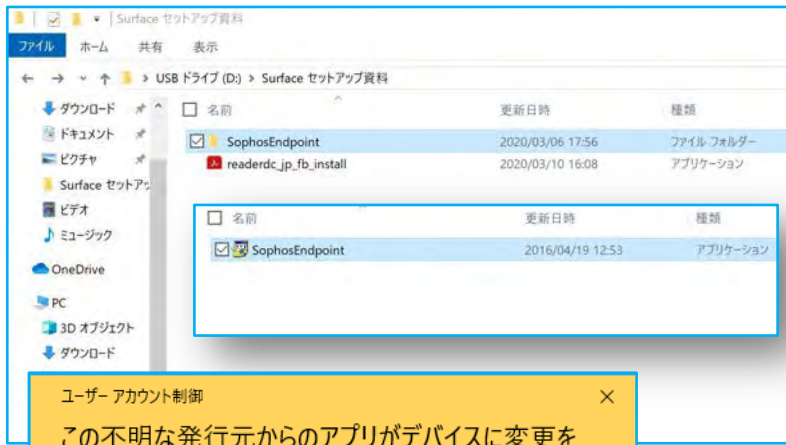 Surface セットアップ資料
ファイル ホーム 共有 表示
USB ドライブ (D:) > Surface セットアップ資料
ダウンロード
ドキュメント
ピクチャ
Surface セットアッ
ビデオ
ミュージック
OneDrive
PC
3D オブジェクト
ダウンロード
名前 更新日時 種類
SophosEndpoint 2020/03/06 17:56 ファイル フォルダー
readerdc_jp_fb_install 2020/03/10 16:08 アプリケーション
名前 更新日時 種類
SophosEndpoint 2016/04/19 12:53 アプリケーション
ユーザー アカウント制御
この不明な発行元からのアプリがデバイスに変更を